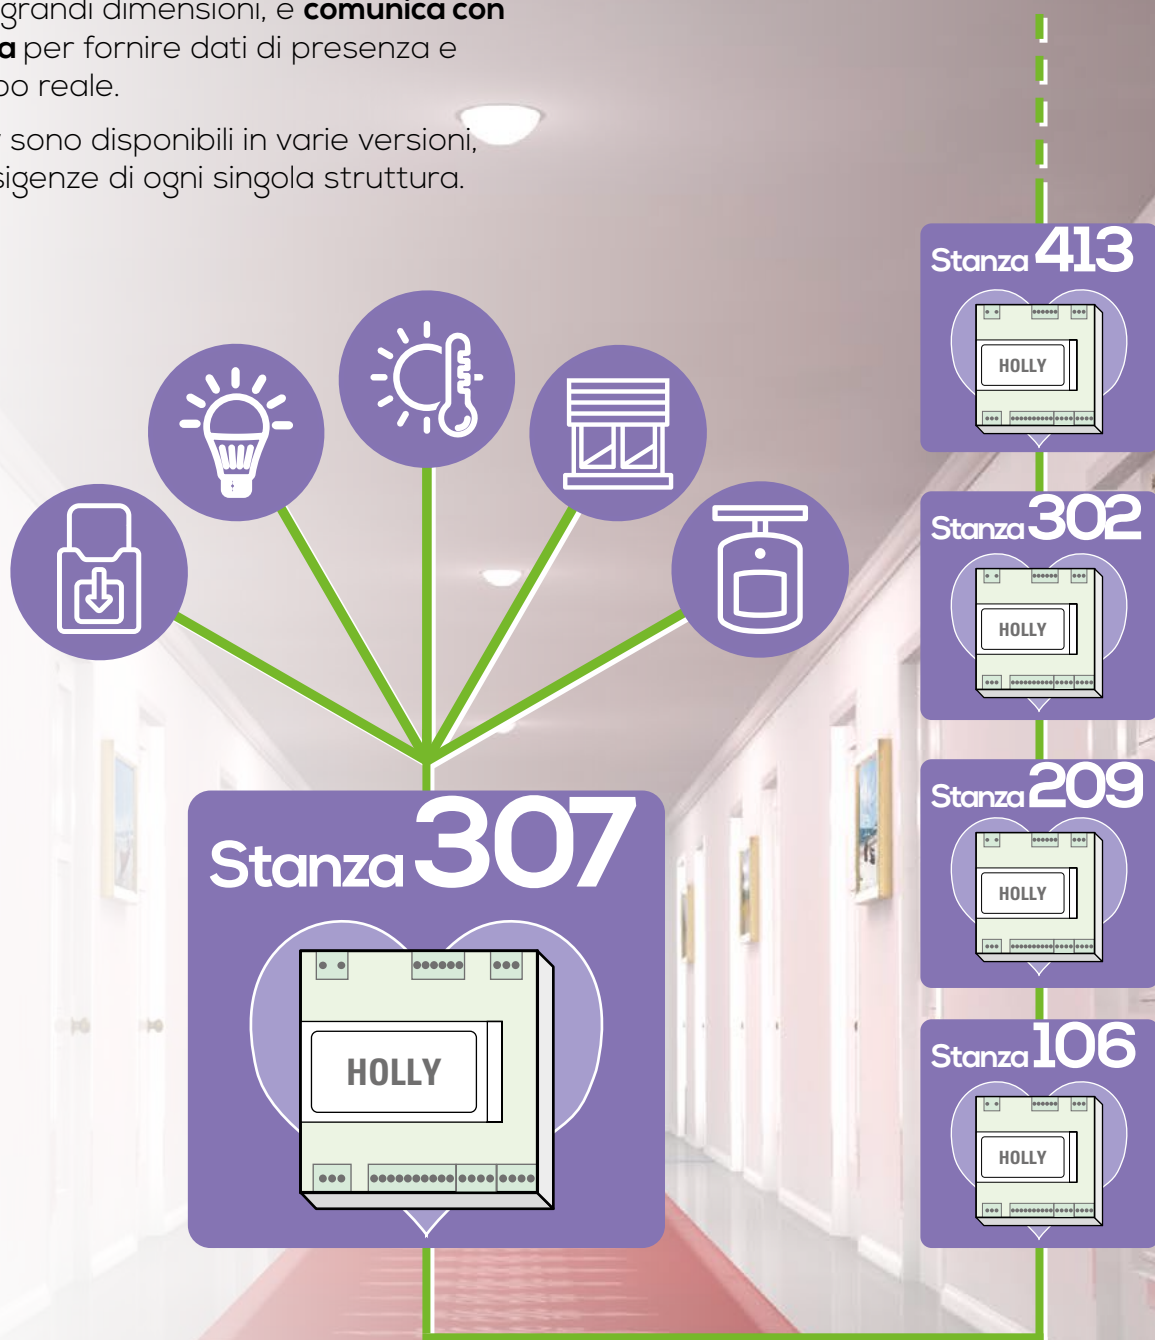 grandi dimensioni, e comunica con
a per fornire dati di presenza e
po reale.
sono disponibili in varie versioni,
sigenze di ogni singola struttura.
Stanza 413
HOLLY
Stanza 302
HOLLY
Stanza 209
HOLLY
Stanza 106
HOLLY
Stanza 307
HOLLY